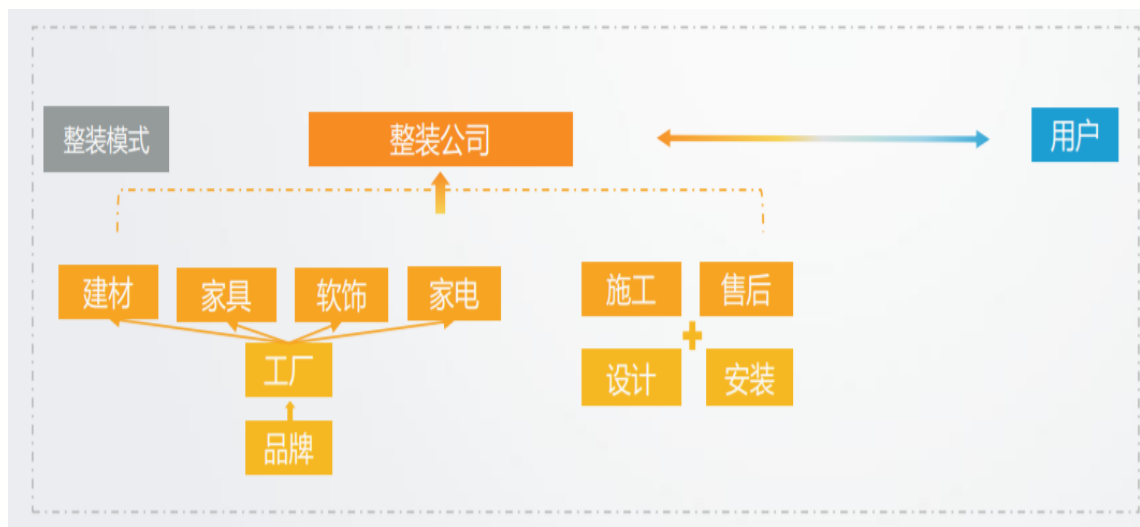 整装模式
整装公司
用户
建材
家具
软饰
家电
施工
售后
工厂
设计
安装
品牌